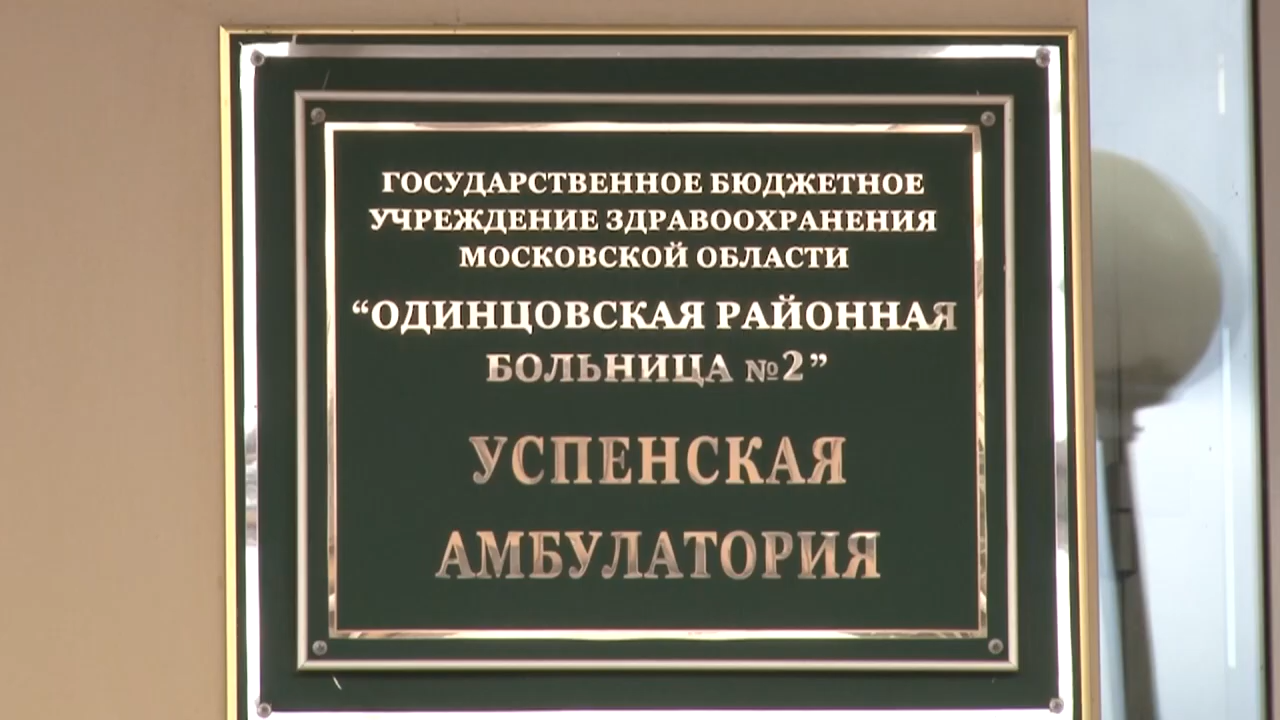 ГОСУДАРСТВЕННОЕ БЮДЖЕТНОЕ
УЧРЕЖДЕНИЕ ЗДРАВООХРАНЕНИЯ
МОСКОВСКОЙ ОБЛАСТИ
“ОДИНЦОВСКАЯ РАЙОННАЯ
БОЛЬНИЦА №2”
УСПЕНСКАЯ
АМБУЛАТОРИЯ